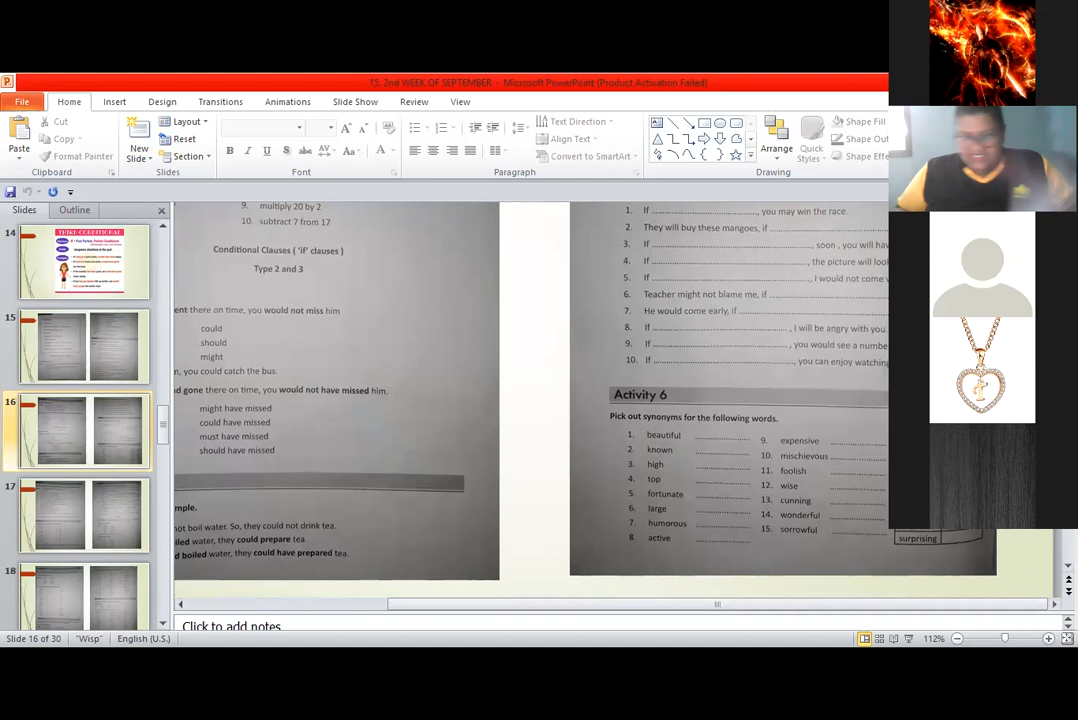 15. 2nd WEEK OF SEPTEMBER - Microsoft PowerPoint (Product Activation Failed)
File Home Insert Design Transitions Animations Slide Show Review View
Paste
Cut
Copy
Format Painter
Clipboard
New Slide
Layout
Reset
Section
Slides
B I U S abc AV Aa A
Font
Text Direction
Align Text
Convert to SmartArt
Paragraph
Arrange
Quick Styles
Shape Fill
Shape Out
Shape Effe
Drawing
Slides Outline
14
THIRD CONDITIONAL
15
16
17
18
9. multiply 20 by 2
10. subtract 7 from 17
Conditional Clauses ( 'if' clauses )
Type 2 and 3
ent there on time, you would not miss him
could
should
might
n, you could catch the bus.
d gone there on time, you would not have missed him.
might have missed
could have missed
must have missed
should have missed
mple.
not boil water. So, they could not drink tea.
iled water, they could prepare tea.
d boiled water, they could have prepared tea.
1. If ........................................, you may win the race.
2. They will buy these mangoes, if ........................................
3. If ........................................, soon , you will hav
4. If ........................................, the picture will lool
5. If ........................................, I would not come v
6. Teacher might not blame me, if ........................................
7. He would come early, if ........................................
8. If ........................................, I will be angry with you.
9. If ........................................, you would see a numbe
10. If ........................................, you can enjoy watching
Activity 6
Pick out synonyms for the following words.
1. beautiful ....................
2. known ....................
3. high ....................
4. top ....................
5. fortunate ....................
6. large ....................
7. humorous ....................
8. active ....................
9. expensive ....................
10. mischievous ....................
11. foolish ....................
12. wise ....................
13. cunning ....................
14. wonderful ....................
15. sorrowful ....................
surprising
Click to add notes
Slide 16 of 30 "Wisp" English (U.S.) 112%